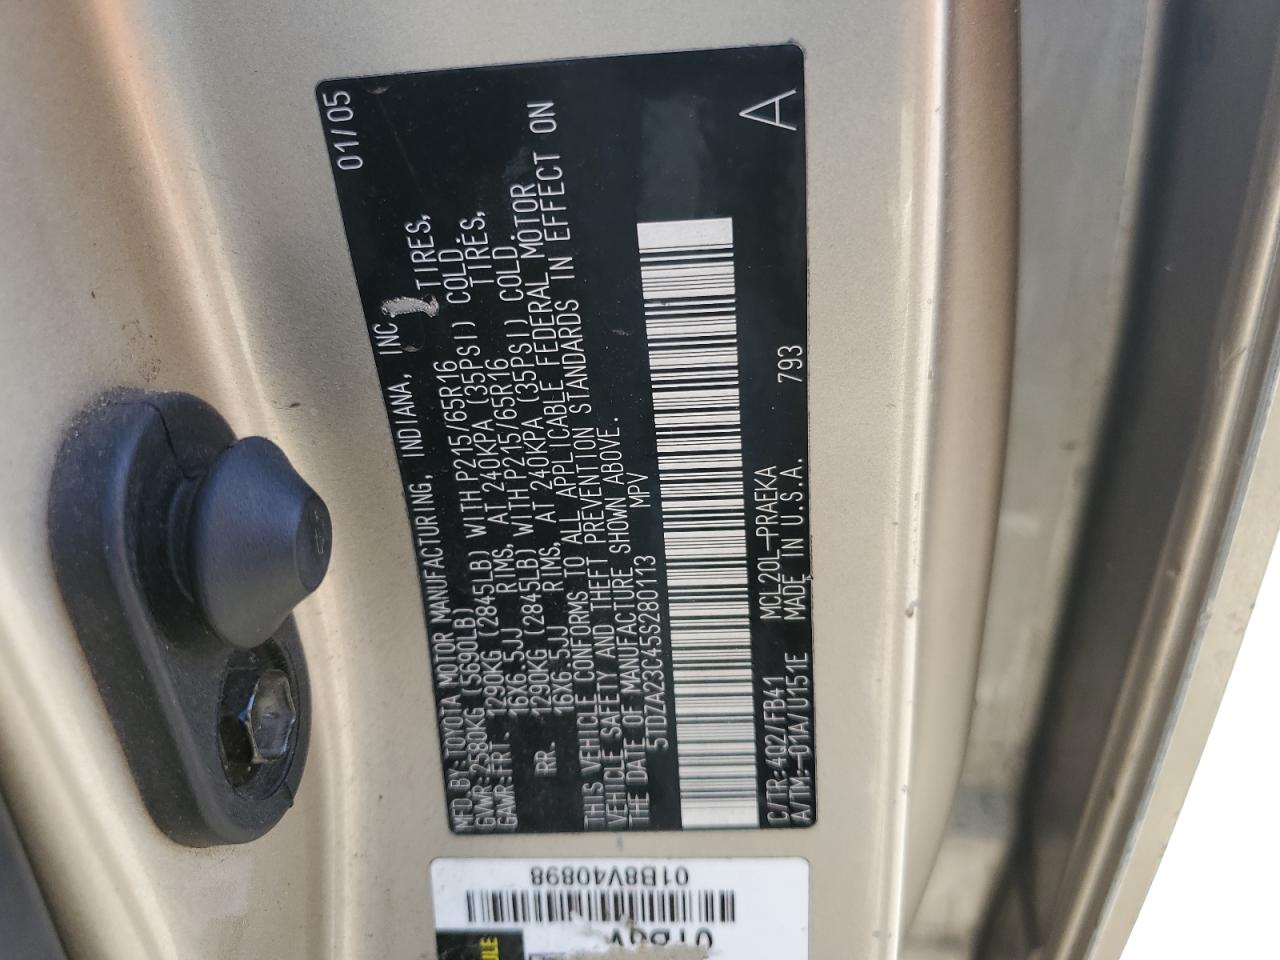 MFD. BY: TOYOTA MOTOR MANUFACTURING, INDIANA, INC 01/05
GVWR: 2580KG (5690LB)
GAWR: FRT. 1290KG (2845LB) WITH P215/65R16 TIRES,
16X6.5JJ RIMS, AT 240KPA (35PSI) COLD.
RR. 1290KG (2845LB) WITH P215/65R16 TIRES,
16X6.5JJ RIMS, AT 240KPA (35PSI) COLD.
THIS VEHICLE CONFORMS TO ALL APPLICABLE FEDERAL MOTOR
VEHICLE SAFETY AND THEFT PREVENTION STANDARDS IN EFFECT ON
THE DATE OF MANUFACTURE SHOWN ABOVE.
5TDZA23C45S280113 MPV
A
C/TR: 4Q2/FB41 MCL20L-PRAEKA 793
A/TM:-01A/U151E MADE IN U.S.A.
01B8V40898